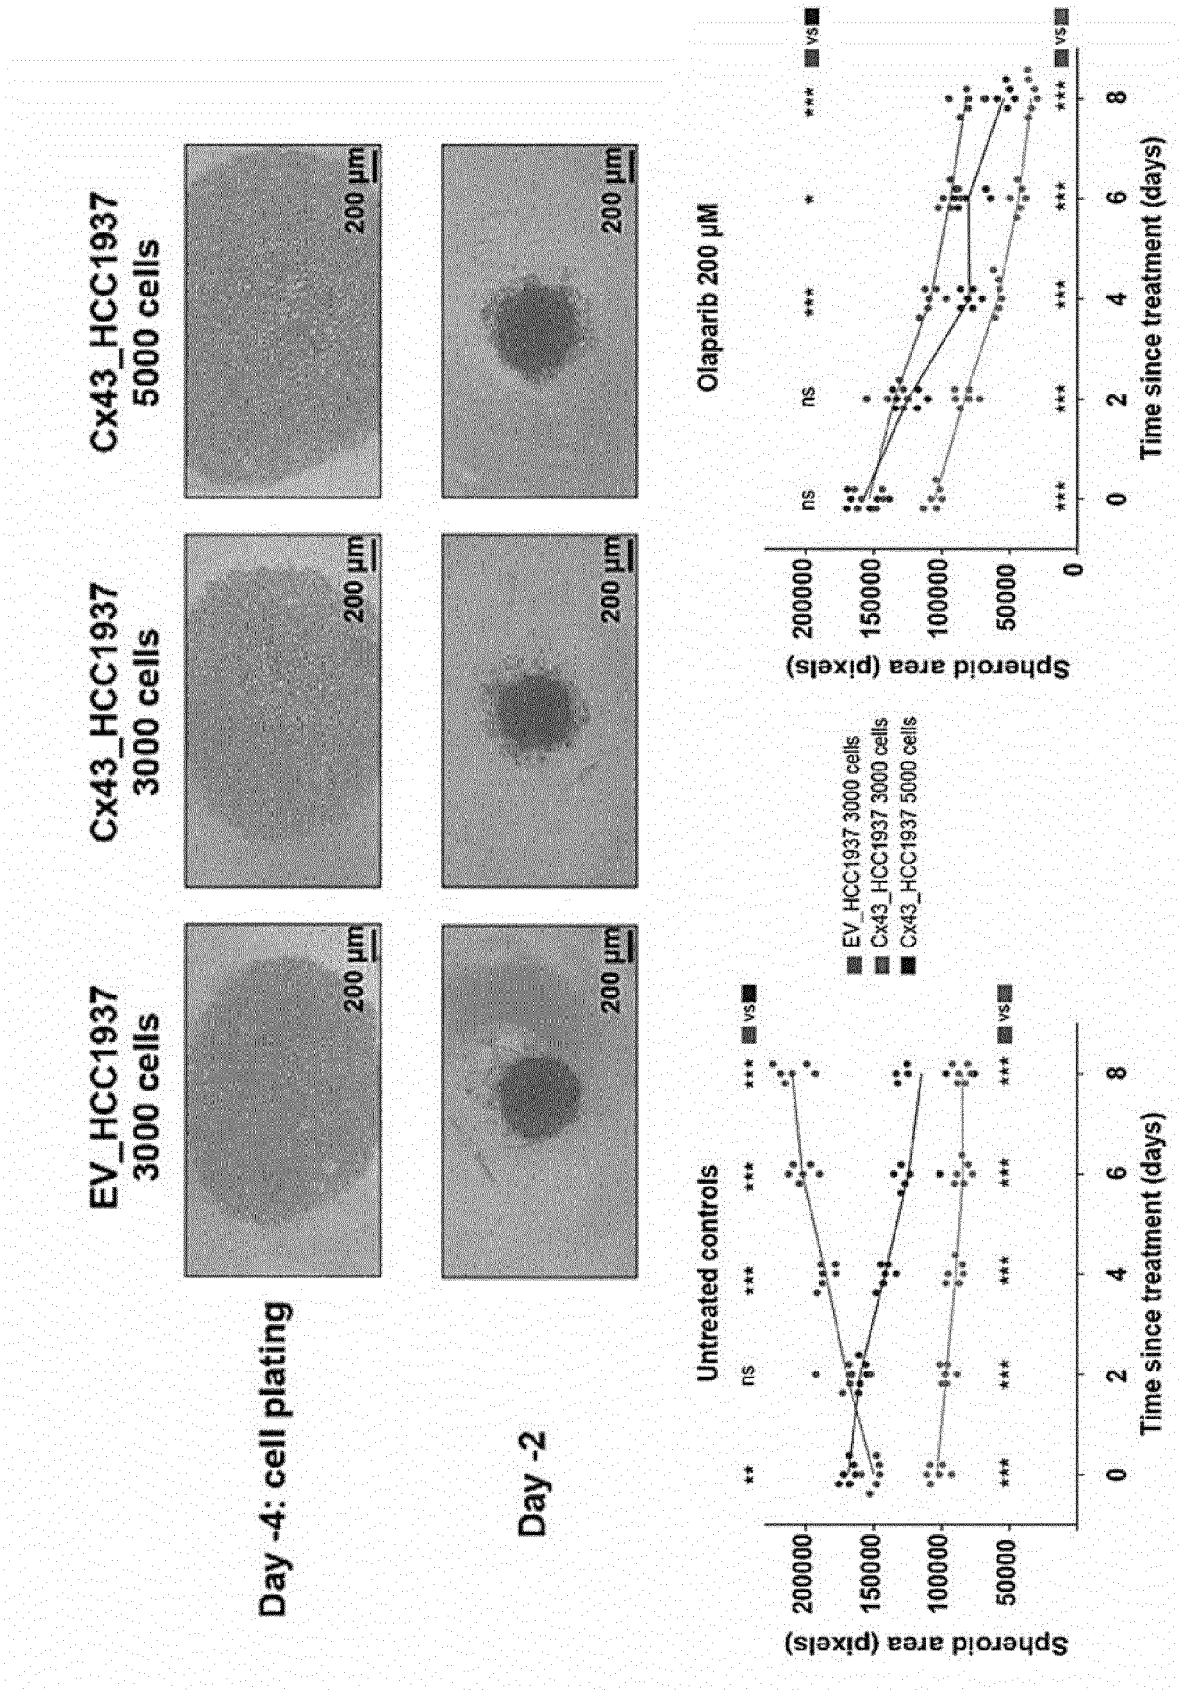 EV_HCC1937
3000 cells
Cx43_HCC1937
3000 cells
Cx43_HCC1937
5000 cells
Day -4: cell plating
200 µm
200 µm
200 µm
Day -2
200 µm
200 µm
200 µm
Untreated controls
** ns *** *** *** vs
Spheroid area (pixels)
200000
150000
100000
50000
*** *** *** *** *** vs
0 2 4 6 8
Time since treatment (days)
EV_HCC1937 3000 cells
Cx43_HCC1937 3000 cells
Cx43_HCC1937 5000 cells
Olaparib 200 µM
ns ns *** * *** vs
Spheroid area (pixels)
200000
150000
100000
50000
0
*** *** *** *** *** vs
0 2 4 6 8
Time since treatment (days)